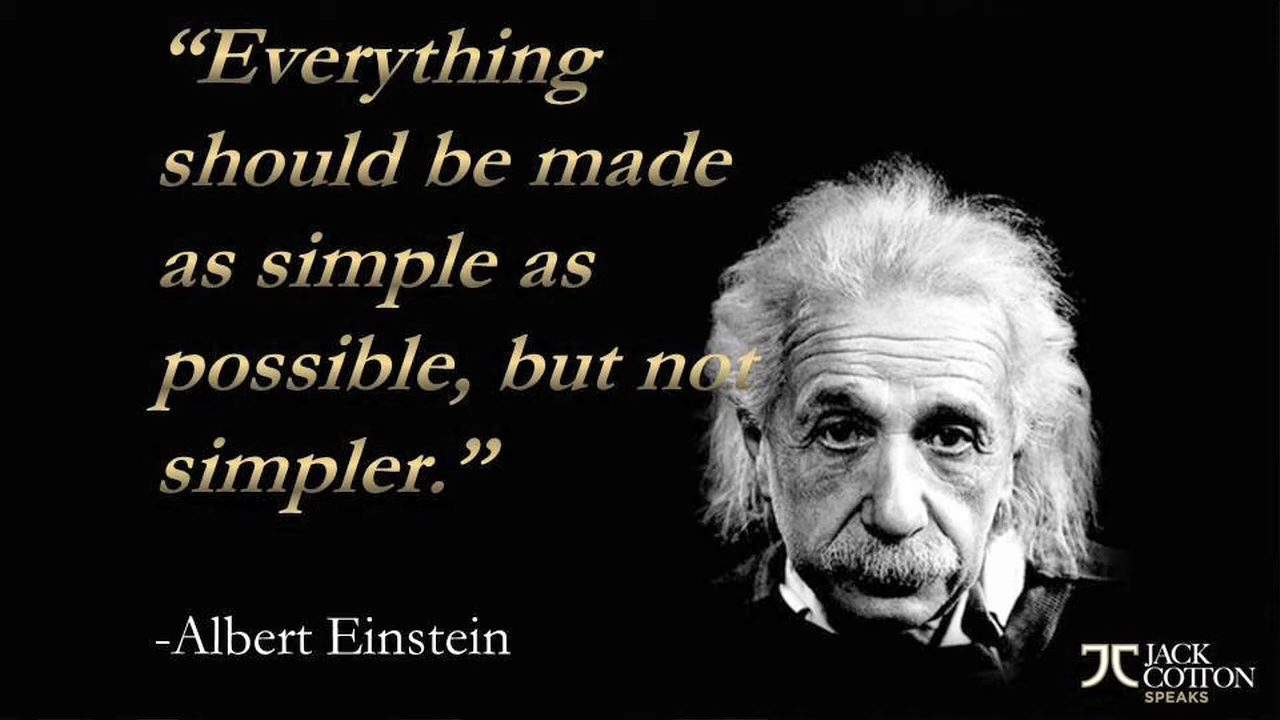 “Everything
should be made
as simple as
possible, but not
simpler.”
-Albert Einstein
JACK
COTTON
SPEAKS